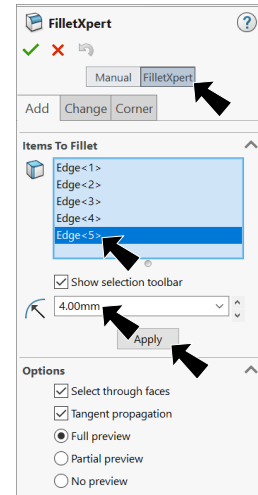 FilletXpert
?
Manual FilletXpert
Add Change Corner
Items To Fillet
Edge<1>
Edge<2>
Edge<3>
Edge<4>
Edge<5>
Show selection toolbar
4.00mm
Apply
Options
Select through faces
Tangent propagation
Full preview
Partial preview
No preview